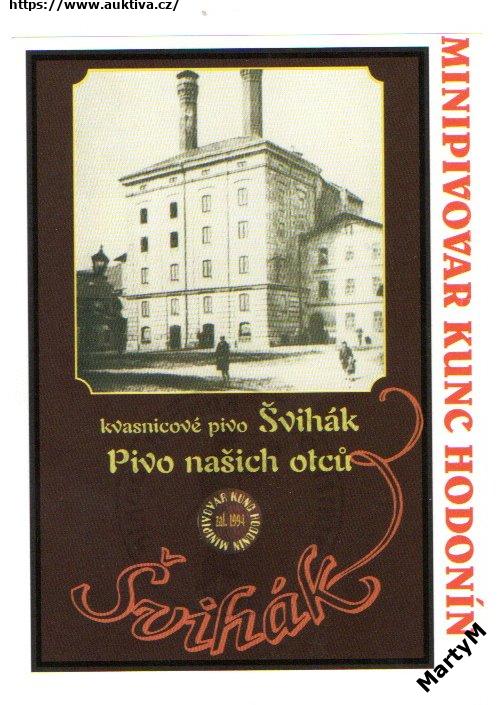 https://www.auktiva.cz/
MINIPIVOVAR KUNC HODONÍN
kvasnicové pivo Švihák
Pivo našich otců
MINIPIVOVAR KUNC HODONÍN
zal. 1994
Švihák
MartyM